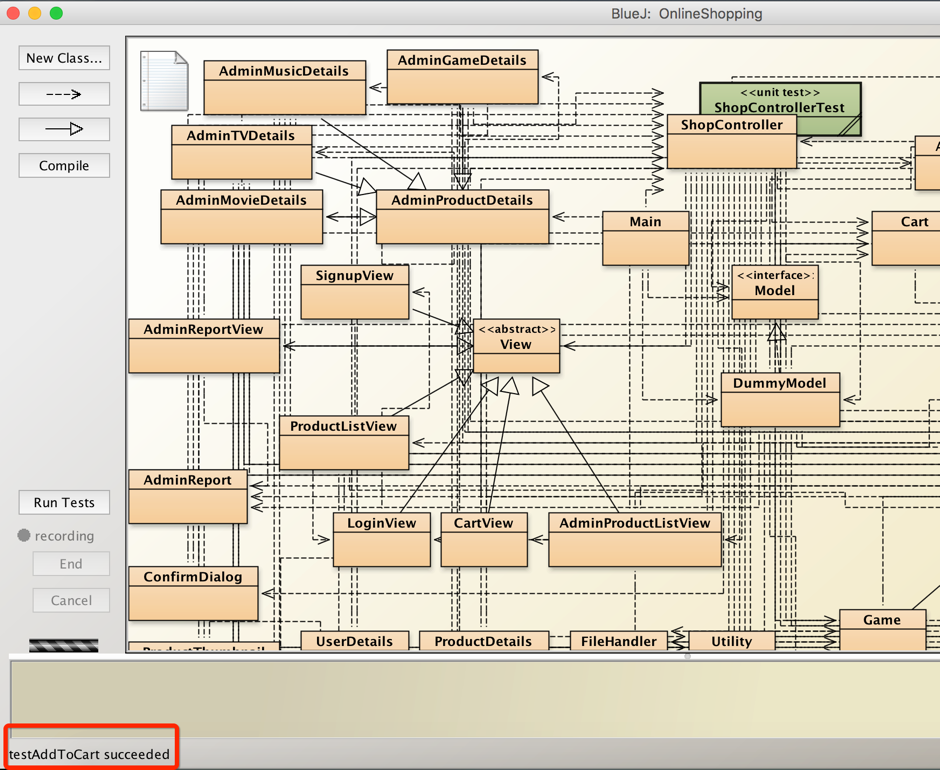 BlueJ: OnlineShopping
New Class...
Compile
Run Tests
recording
End
Cancel
AdminMusicDetails
AdminGameDetails
<<unit test>>
ShopControllerTest
ShopController
AdminTVDetails
AdminMovieDetails
AdminProductDetails
Main
Cart
SignupView
<<interface>:
Model
AdminReportView
<<abstract>>
View
DummyModel
ProductListView
AdminReport
LoginView
CartView
AdminProductListView
ConfirmDialog
Game
UserDetails
ProductDetails
FileHandler
Utility
ProductThumbnail
testAddToCart succeeded